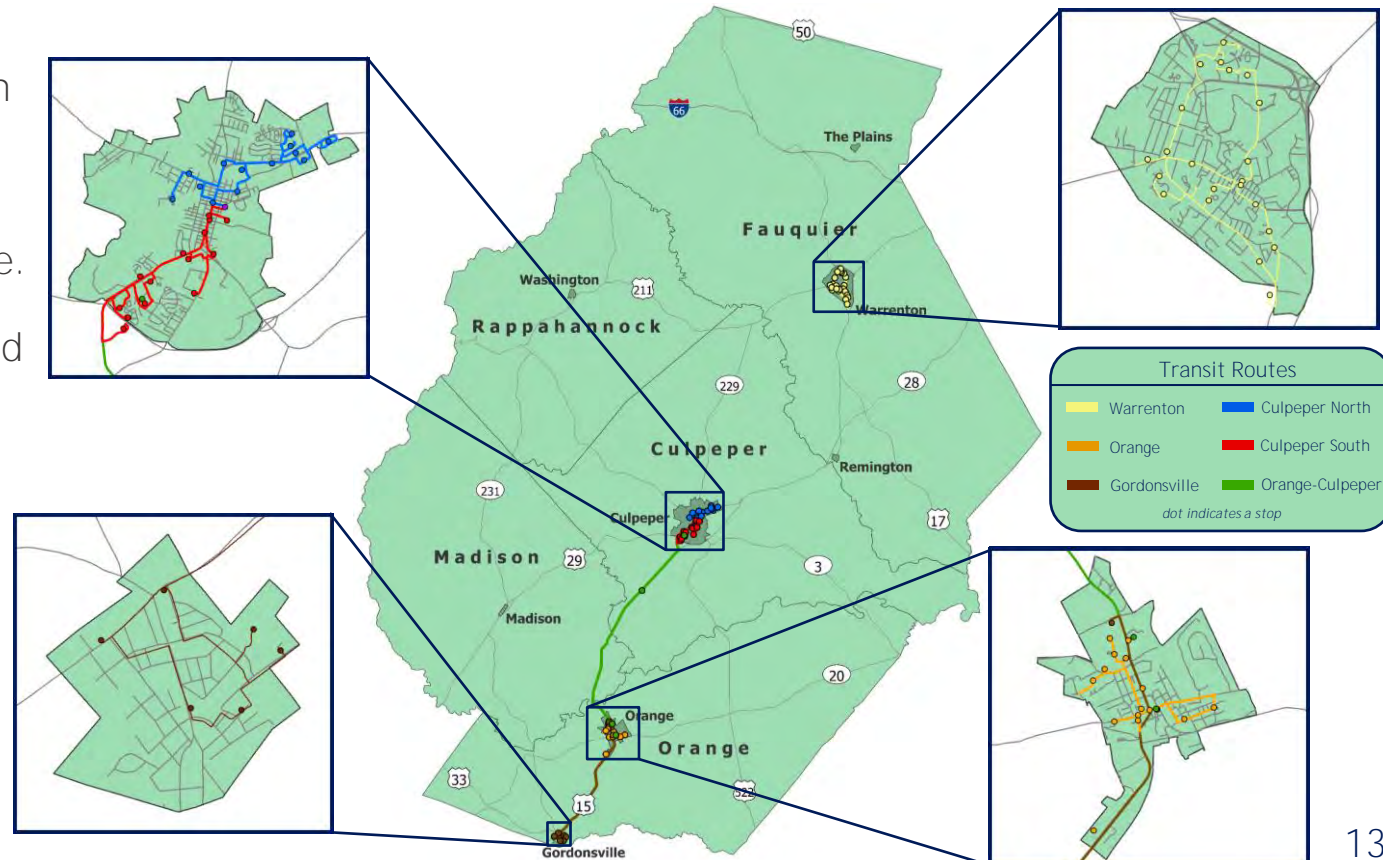 n
e.
d
50
66
The Plains
Fauquier
Washington
211
Warrenton
Rappahannock
229
28
Culpeper
Remington
231
Culpeper
17
Madison
29
3
Madison
20
Orange
Orange
33
522
15
Gordonsville
Transit Routes
Warrenton
Culpeper North
Orange
Culpeper South
Gordonsville
Orange-Culpeper
dot indicates a stop
13